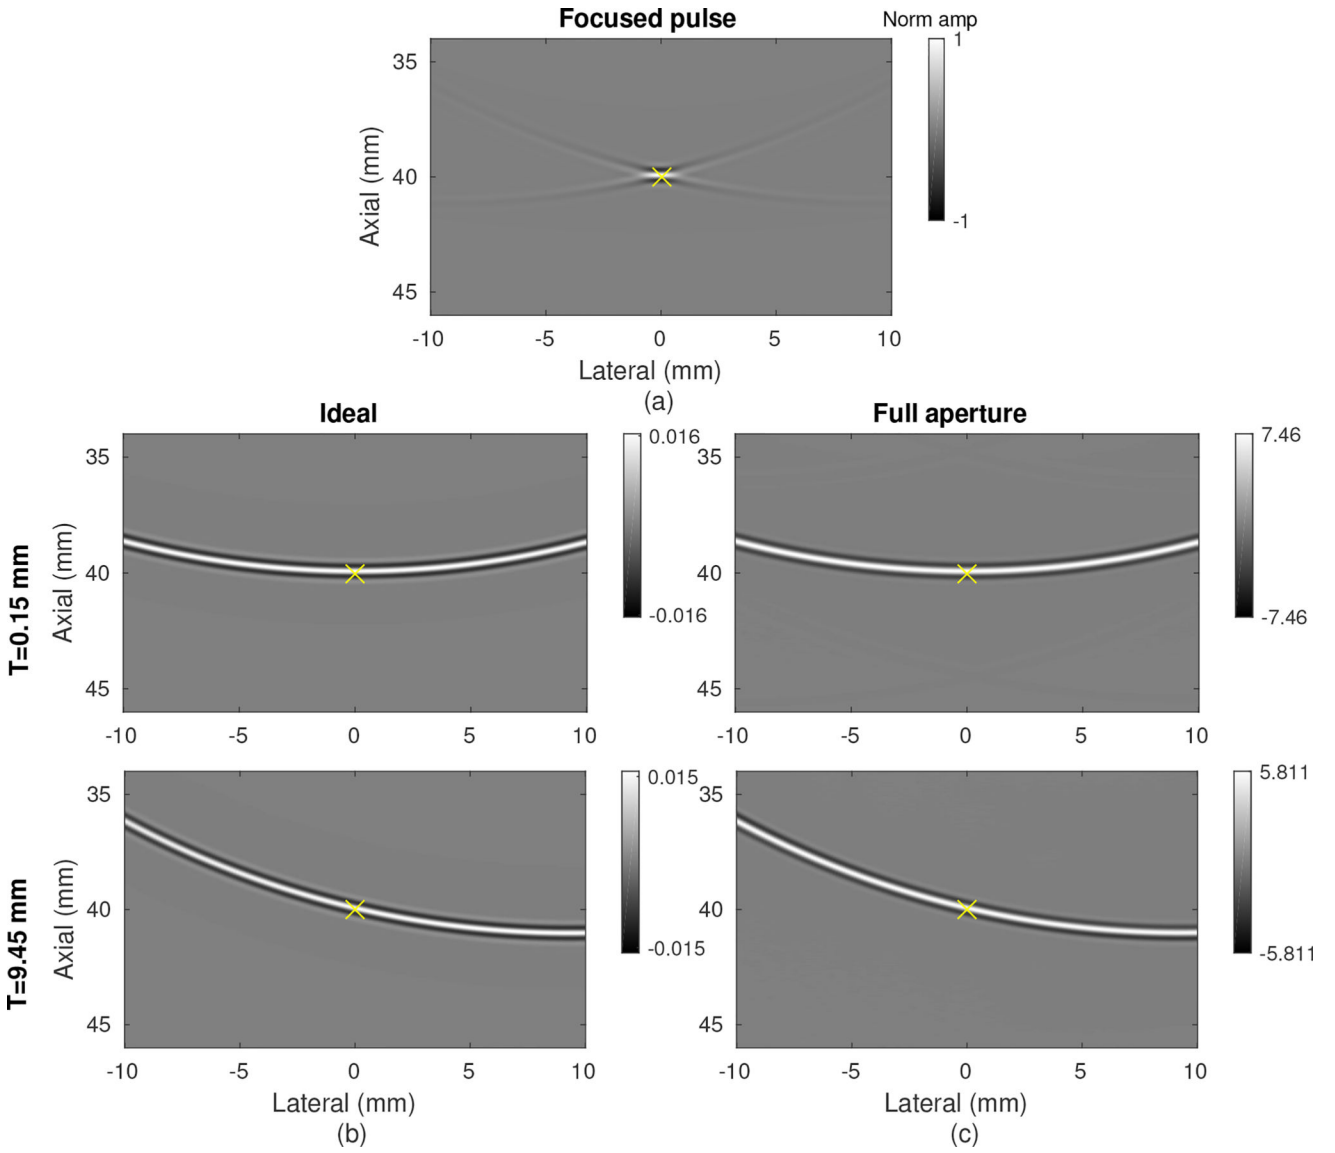 Focused pulse
Norm amp
1
-1
35
40
45
Axial (mm)
-10 -5 0 5 10
Lateral (mm)
(a)
Ideal
Full aperture
T=0.15 mm
Axial (mm)
35
40
45
-10 -5 0 5 10
0.016
-0.016
35
40
45
-10 -5 0 5 10
7.46
-7.46
T=9.45 mm
Axial (mm)
35
40
45
-10 -5 0 5 10
Lateral (mm)
(b)
0.015
-0.015
35
40
45
-10 -5 0 5 10
Lateral (mm)
(c)
5.811
-5.811